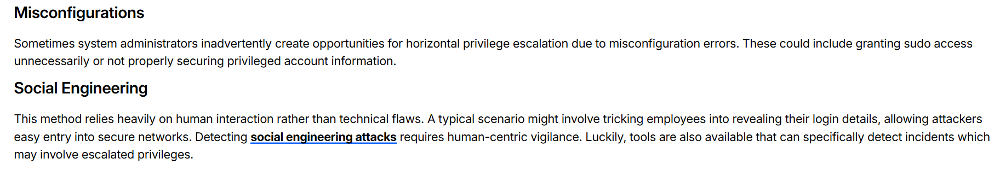 Misconfigurations
Sometimes system administrators inadvertently create opportunities for horizontal privilege escalation due to misconfiguration errors. These could include granting sudo access
unnecessarily or not properly securing privileged account information.
Social Engineering
This method relies heavily on human interaction rather than technical flaws. A typical scenario might involve tricking employees into revealing their login details, allowing attackers
easy entry into secure networks. Detecting social engineering attacks requires human-centric vigilance. Luckily, tools are also available that can specifically detect incidents which
may involve escalated privileges.